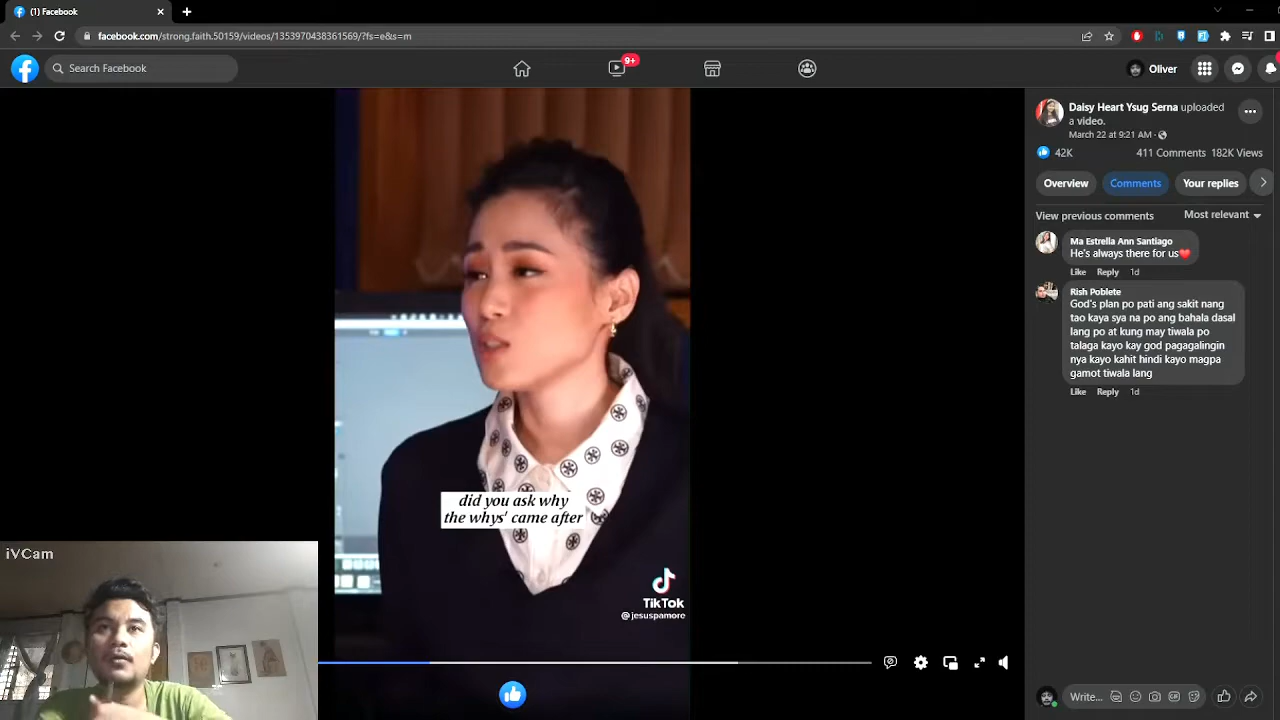 (1) Facebook
facebook.com/strong.faith.50159/videos/1353970438361569/?fs=e&s=m
Search Facebook
9+
Oliver
Daisy Heart Ysug Serna uploaded
a video.
March 22 at 9:21 AM
42K
411 Comments 182K Views
Overview
Comments
Your replies
View previous comments
Most relevant
Ma Estrella Ann Santiago
He's always there for us❤️
Like Reply 1d
Rish Poblete
God's plan po pati ang sakit nang
tao kaya sya na po ang bahala dasal
lang po at kung may tiwala po
talaga kayo kay god pagagalingin
nya kayo kahit hindi kayo magpa
gamot tiwala lang
Like Reply 1d
did you ask why
the whys' came after
TikTok
@jesuspamore
iVCam
Write...
GIF